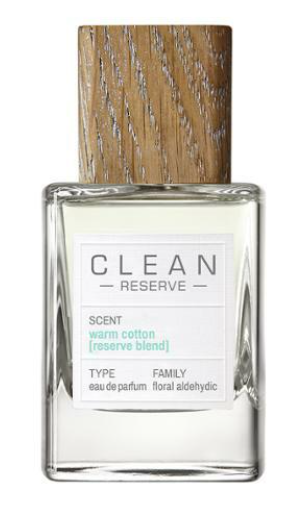 CLEAN
— RESERVE —
SCENT
warm cotton
[reserve blend]
TYPE FAMILY
eau de parfum floral aldehydic